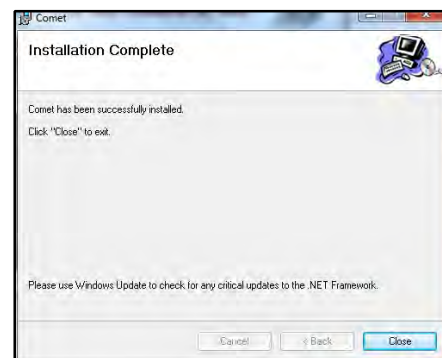 Comet
Installation Complete
Comet has been successfully installed.
Click "Close" to exit.
Please use Windows Update to check for any critical updates to the .NET Framework.
Cancel
< Back
Close